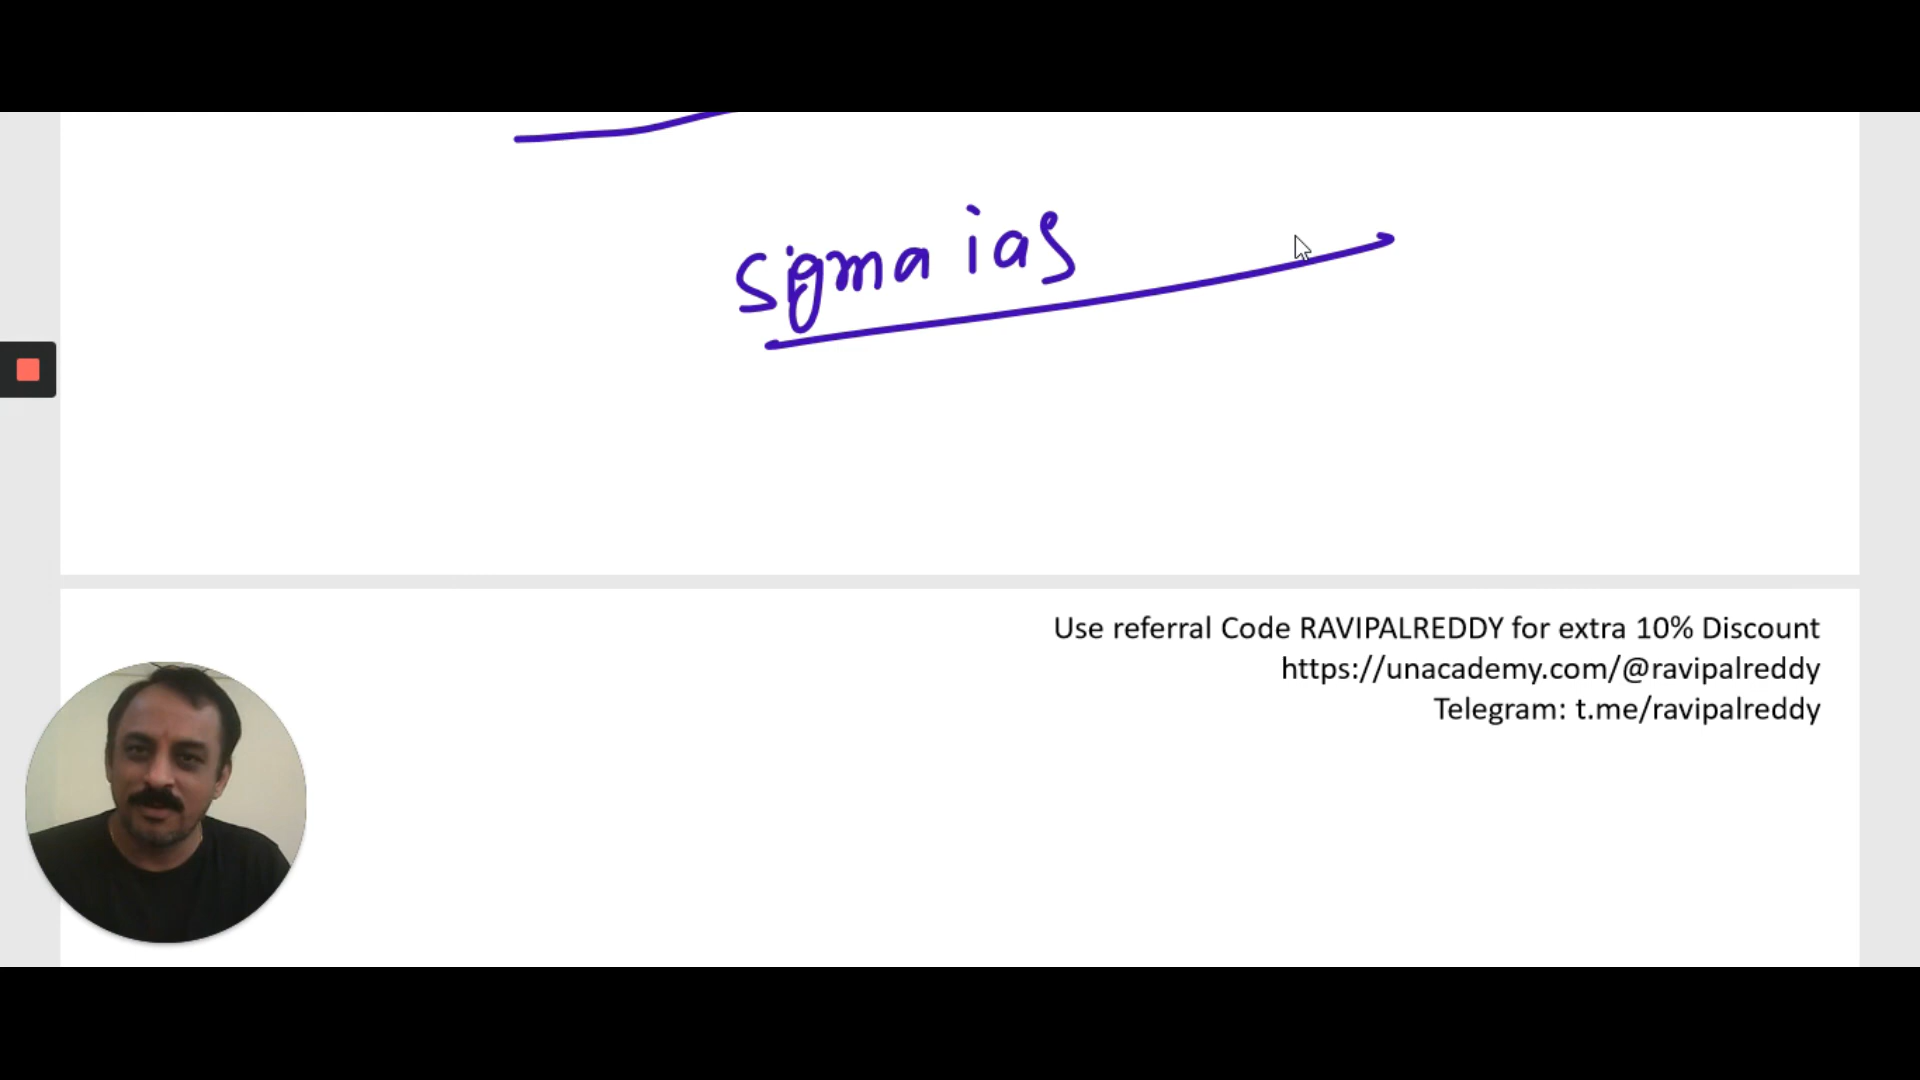 sigma ias
Use referral Code RAVIPALREDDY for extra 10% Discount
https://unacademy.com/@ravipalreddy
Telegram: t.me/ravipalreddy